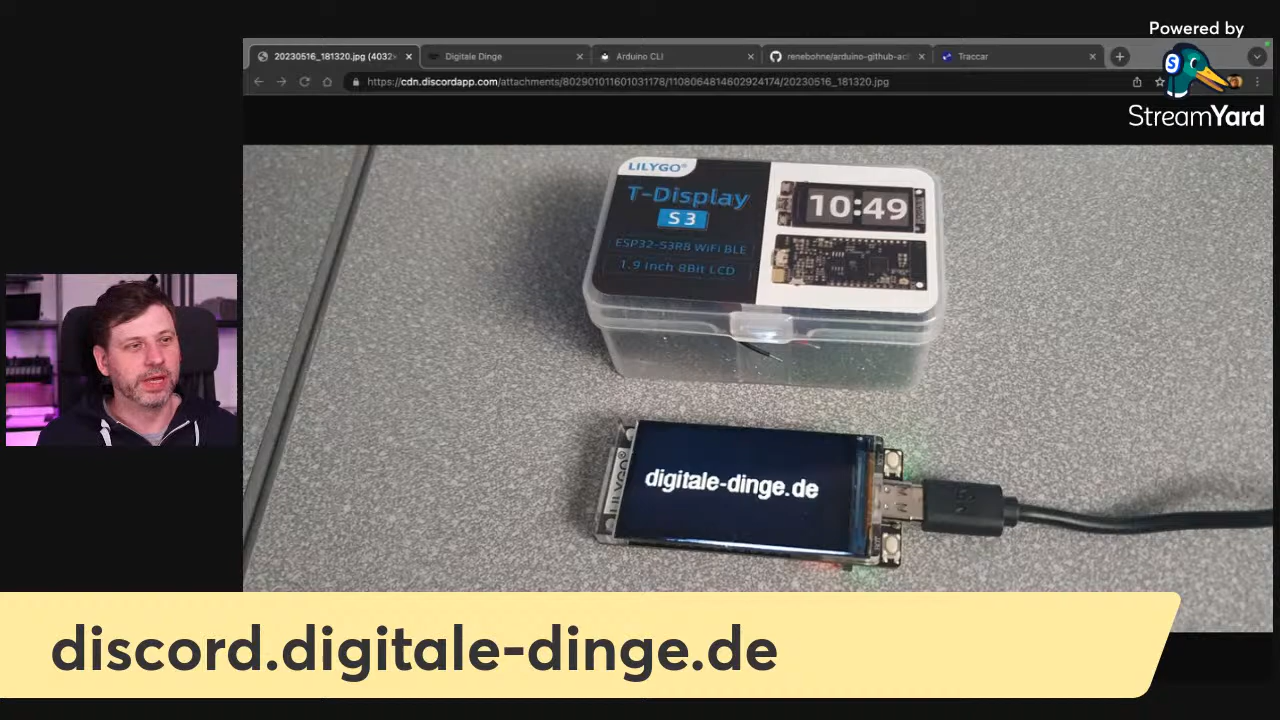 Powered by
StreamYard
20230516_181320.jpg (4032×
Digitale Dinge
Arduino CLI
renebohne/arduino-github-act
Traccar
https://cdn.discordapp.com/attachments/802901011601031178/1108064814602924174/20230516_181320.jpg
LILYGO®
T-Display
S3
ESP32-S3R8 WiFi BLE
1.9 inch 8Bit LCD
10:49
LILYGO®
digitale-dinge.de
discord.digitale-dinge.de